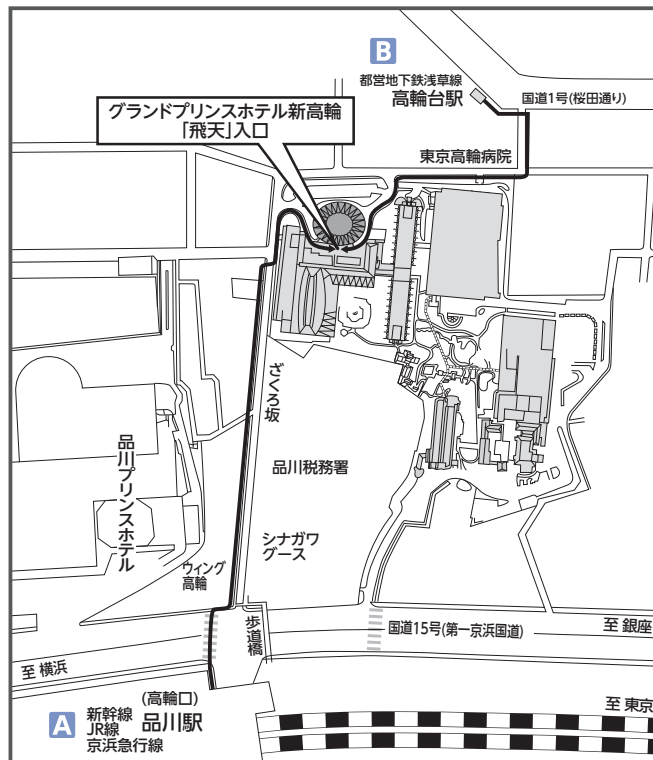 B
都営地下鉄浅草線
高輪台駅
国道1号(桜田通り)
グランドプリンスホテル新高輪
「飛天」入口
東京高輪病院
ざくろ坂
品川プリンスホテル
品川税務署
シナガワ
グース
ウィング
高輪
歩道橋
国道15号(第一京浜国道)
至 銀座
至 横浜
(高輪口)
A
新幹線
JR線
京浜急行線
品川駅
至 東京